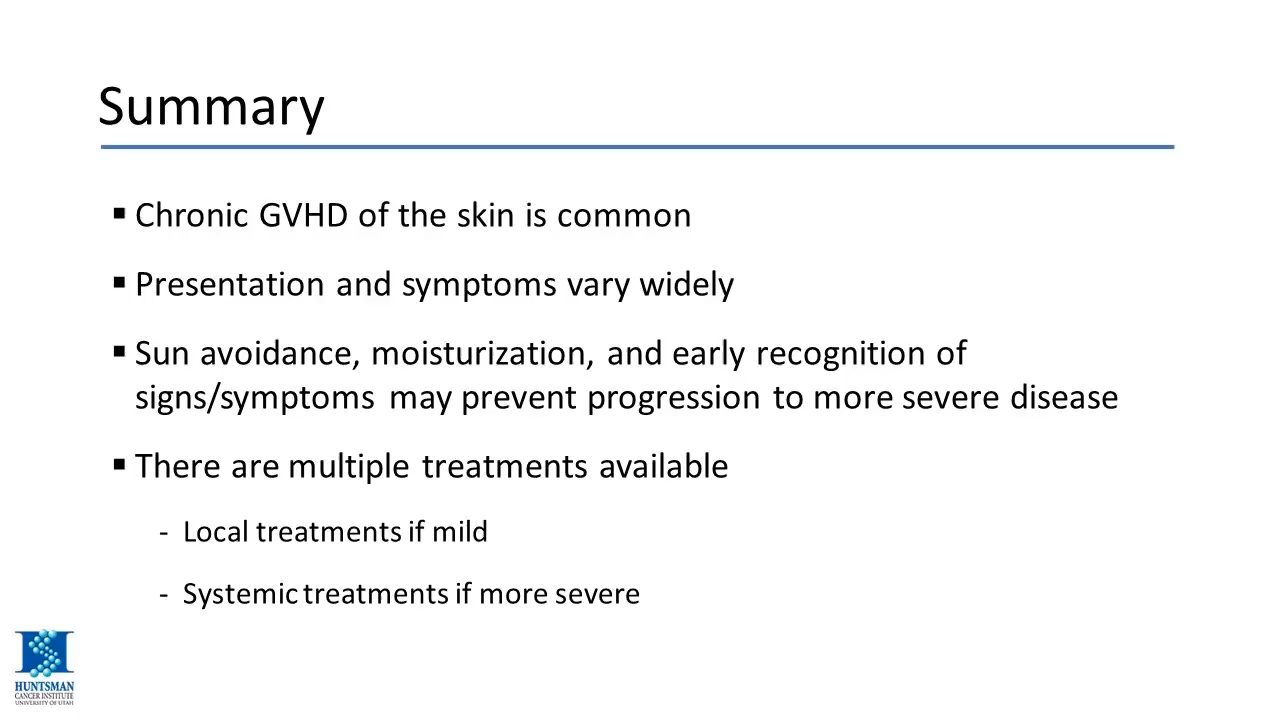 Summary
▪ Chronic GVHD of the skin is common
▪ Presentation and symptoms vary widely
▪ Sun avoidance, moisturization, and early recognition of
signs/symptoms may prevent progression to more severe disease
▪ There are multiple treatments available
- Local treatments if mild
- Systemic treatments if more severe
HUNTSMAN
CANCER INSTITUTE
UNIVERSITY OF UTAH